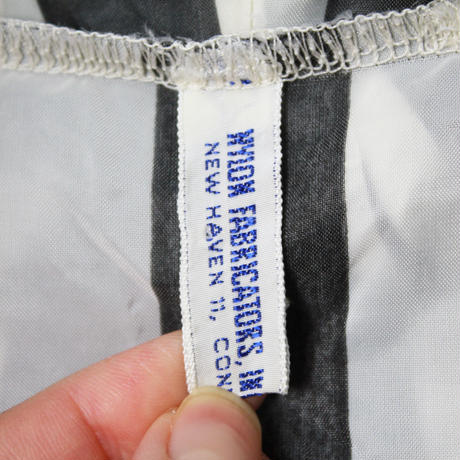 NYLON FABRICATORS, IN
NEW HAVEN 11, CON